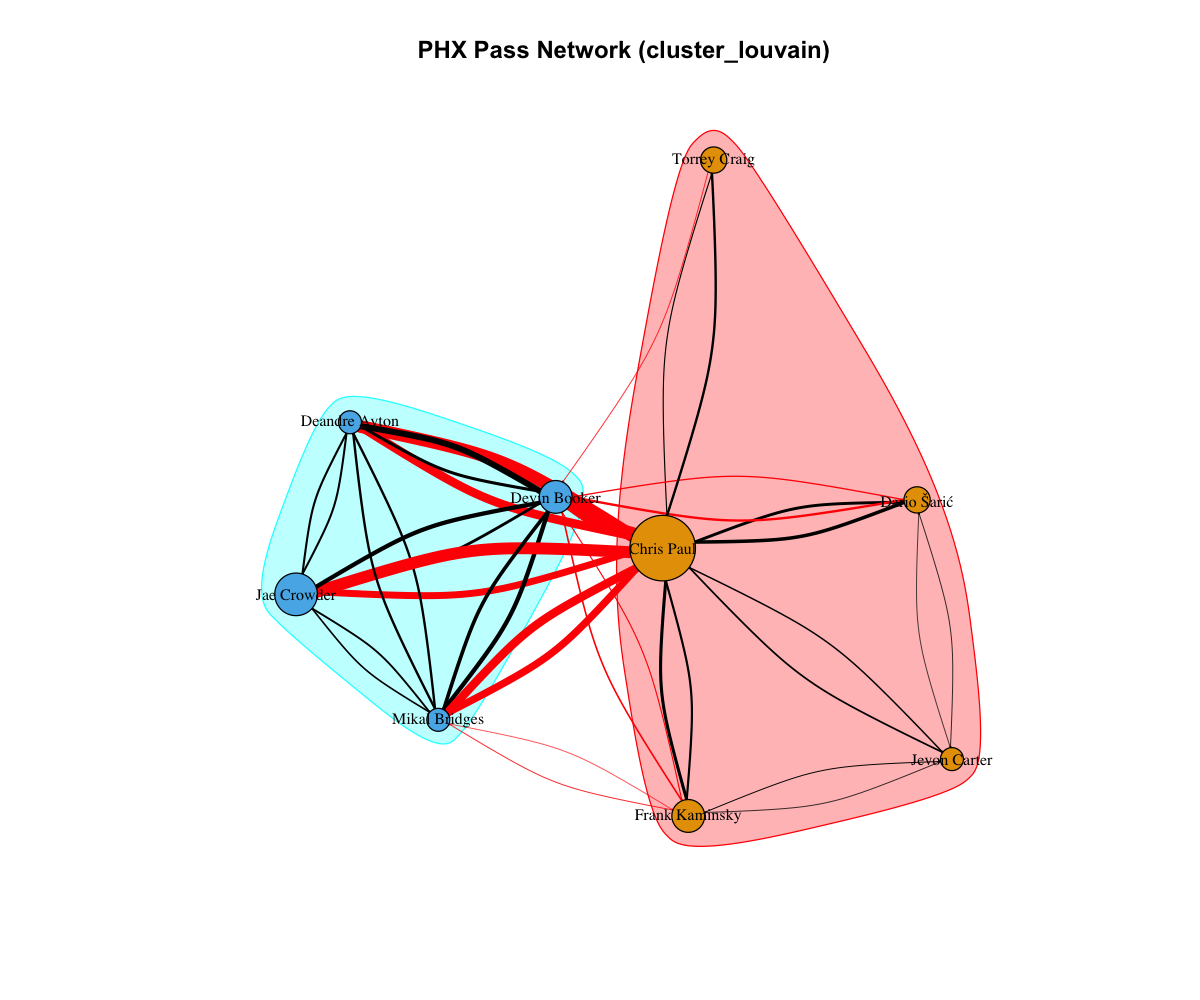 PHX Pass Network (cluster_louvain)
Torrey Craig
Deandre Ayton
Devin Booker
Dario Šarić
Chris Paul
Jae Crowder
Mikal Bridges
Jevon Carter
Frank Kaminsky